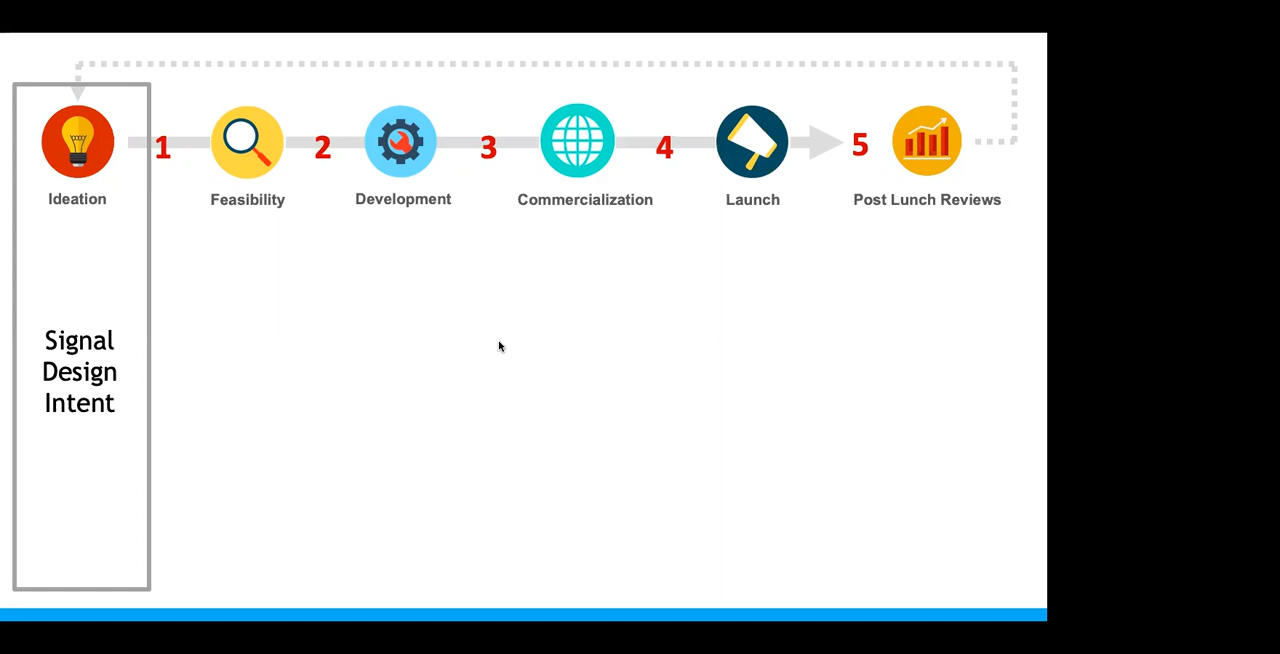 1
2
3
4
5
Ideation
Feasibility
Development
Commercialization
Launch
Post Lunch Reviews
Signal
Design
Intent